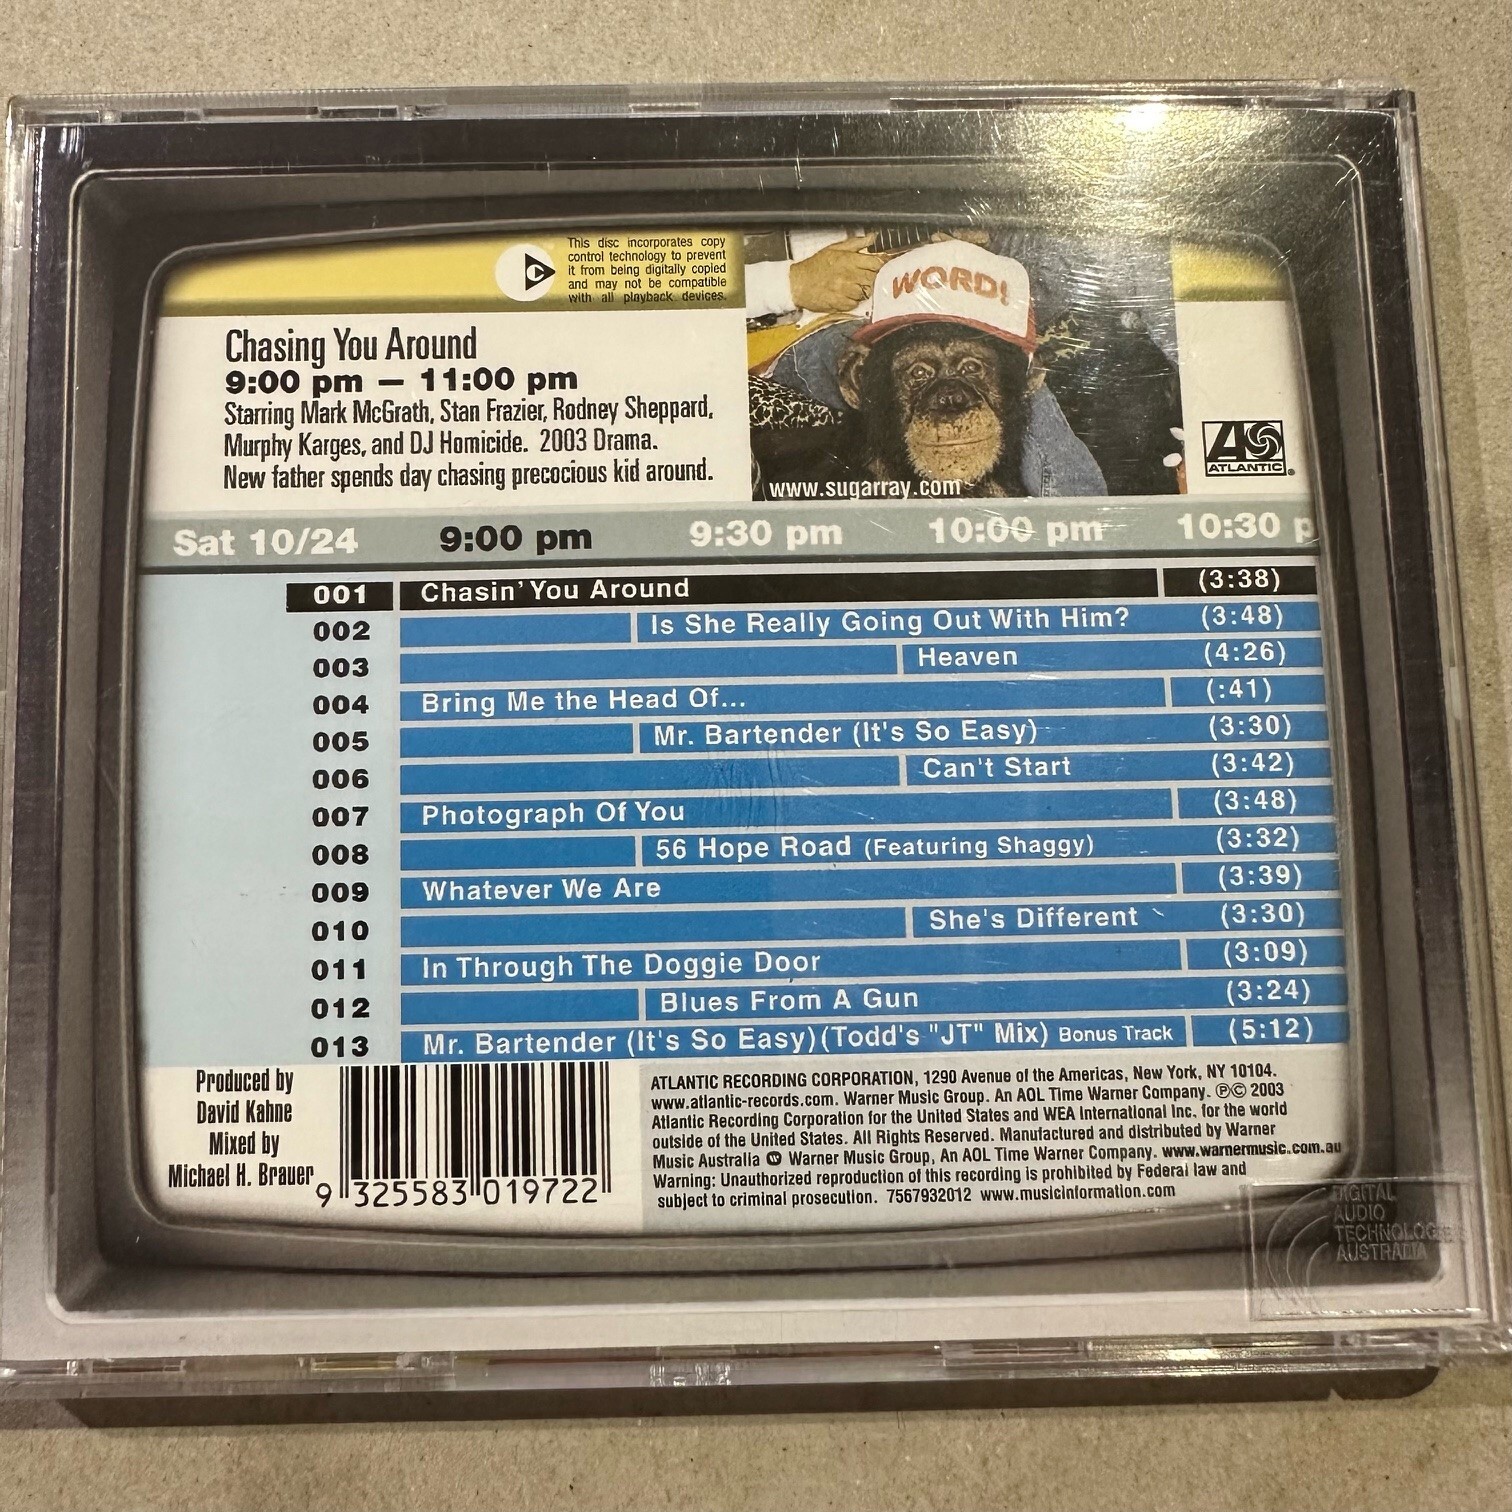 This disc incorporates copy
control technology to prevent
it from being digitally copied
and may not be compatible
with all playback devices.
C
WORD!
Chasing You Around
9:00 pm — 11:00 pm
Starring Mark McGrath, Stan Frazier, Rodney Sheppard,
Murphy Karges, and DJ Homicide. 2003 Drama.
New father spends day chasing precocious kid around.
www.sugarray.com
ATLANTIC®
Sat 10/24 9:00 pm 9:30 pm 10:00 pm 10:30 p
001 Chasin' You Around (3:38)
002 Is She Really Going Out With Him? (3:48)
003 Heaven (4:26)
004 Bring Me the Head Of... (:41)
005 Mr. Bartender (It's So Easy) (3:30)
006 Can't Start (3:42)
007 Photograph Of You (3:48)
008 56 Hope Road (Featuring Shaggy) (3:32)
009 Whatever We Are (3:39)
010 She's Different (3:30)
011 In Through The Doggie Door (3:09)
012 Blues From A Gun (3:24)
013 Mr. Bartender (It's So Easy)(Todd's "JT" Mix) Bonus Track (5:12)
Produced by
David Kahne
Mixed by
Michael H. Brauer
9 325583 019722
ATLANTIC RECORDING CORPORATION, 1290 Avenue of the Americas, New York, NY 10104.
www.atlantic-records.com. Warner Music Group. An AOL Time Warner Company. ℗© 2003
Atlantic Recording Corporation for the United States and WEA International Inc. for the world
outside of the United States. All Rights Reserved. Manufactured and distributed by Warner
Music Australia Warner Music Group, An AOL Time Warner Company. www.warnermusic.com.au
Warning: Unauthorized reproduction of this recording is prohibited by Federal law and
subject to criminal prosecution. 7567932012 www.musicinformation.com
DIGITAL
AUDIO
TECHNOLOGIES
AUSTRALIA